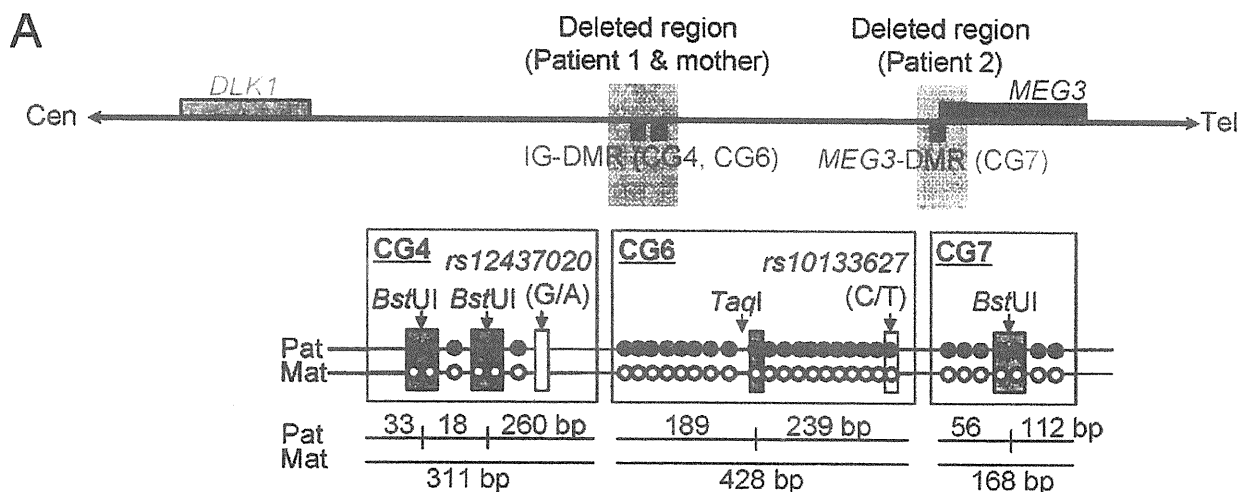 A
Deleted region
(Patient 1 & mother)
Deleted region
(Patient 2)
DLK1
MEG3
Cen
Tel
IG-DMR (CG4, CG6)
MEG3-DMR (CG7)
CG4
rs12437020
BstUI BstUI (G/A)
CG6
rs10133627
TaqI
(C/T)
CG7
BstUI
Pat
Mat
33 18 260 bp
189 239 bp
56 112 bp
Pat
Mat
311 bp
428 bp
168 bp